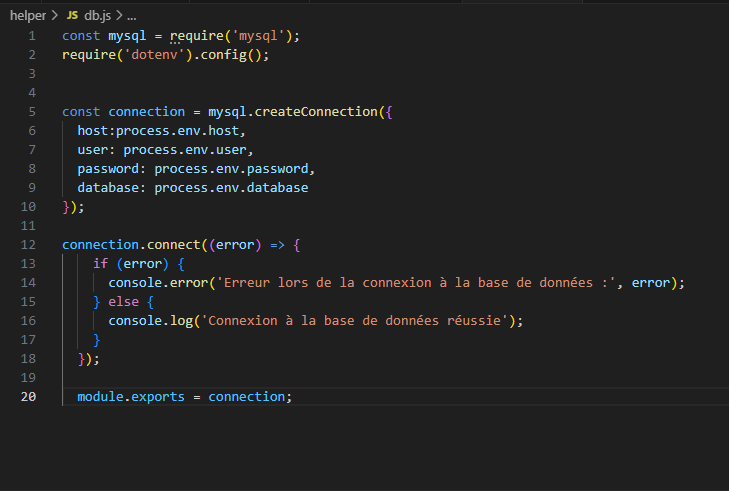 helper > JS db.js > ...
1 const mysql = require('mysql');
2 require('dotenv').config();
3
4
5 const connection = mysql.createConnection({
6   host:process.env.host,
7   user: process.env.user,
8   password: process.env.password,
9   database: process.env.database
10 });
11
12 connection.connect((error) => {
13     if (error) {
14       console.error('Erreur lors de la connexion à la base de données :', error);
15     } else {
16       console.log('Connexion à la base de données réussie');
17     }
18   });
19
20   module.exports = connection;